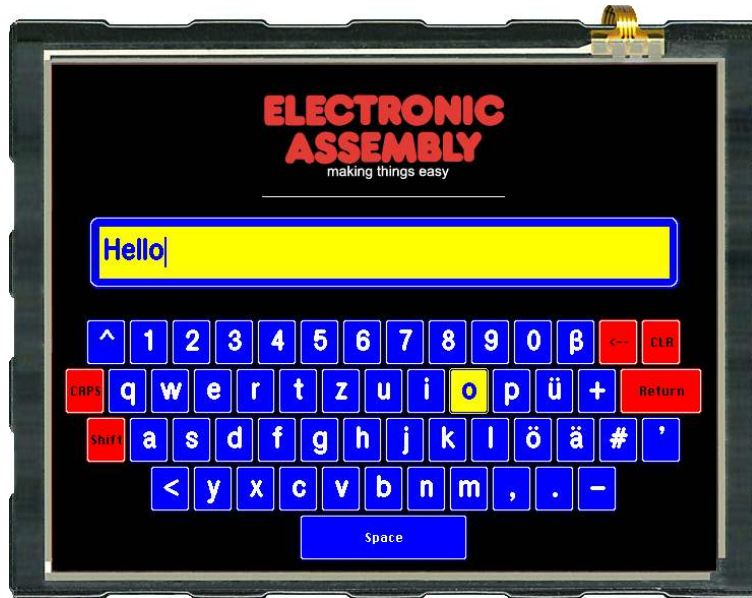 ELECTRONIC
ASSEMBLY
making things easy
Hello
^ 1 2 3 4 5 6 7 8 9 0 β <-- CLR
CAPS q w e r t z u i o p ü + Return
Shift a s d f g h j k l ö ä # '
< y x c v b n m , . -
Space